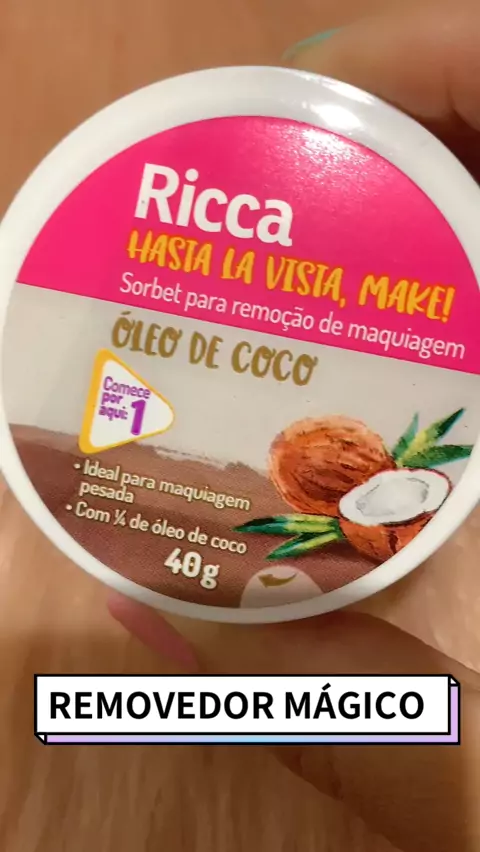 Ricca
HASTA LA VISTA, MAKE!
Sorbet para remoção de maquiagem
ÓLEO DE COCO
Comece
por
aqui: 1
• Ideal para maquiagem
pesada
• Com ¼ de óleo de coco
40g
REMOVEDOR MÁGICO